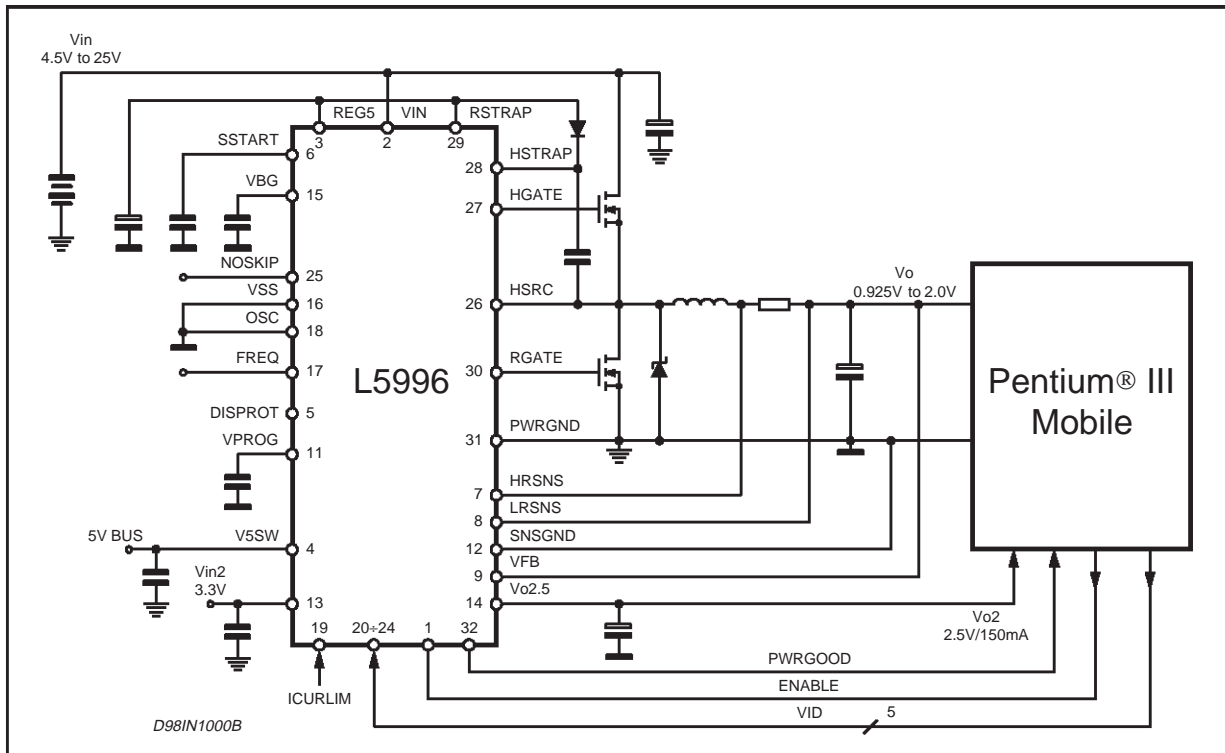 Vin
4.5V to 25V
REG5 VIN RSTRAP
3 2 29
SSTART
6
VBG
15
NOSKIP
25
VSS
16
OSC
18
FREQ
17
DISPROT
5
VPROG
11
5V BUS
V5SW
4
Vin2
3.3V
13
L5996
28
HSTRAP
27
HGATE
26
HSRC
30
RGATE
31
PWRGND
7
HRSNS
8
LRSNS
12
SNSGND
9
VFB
14
Vo2.5
Vo
0.925V to 2.0V
Pentium® III
Mobile
19 20÷24 1 32
Vo2
2.5V/150mA
PWRGOOD
ENABLE
ICURLIM
VID 5
D98IN1000B